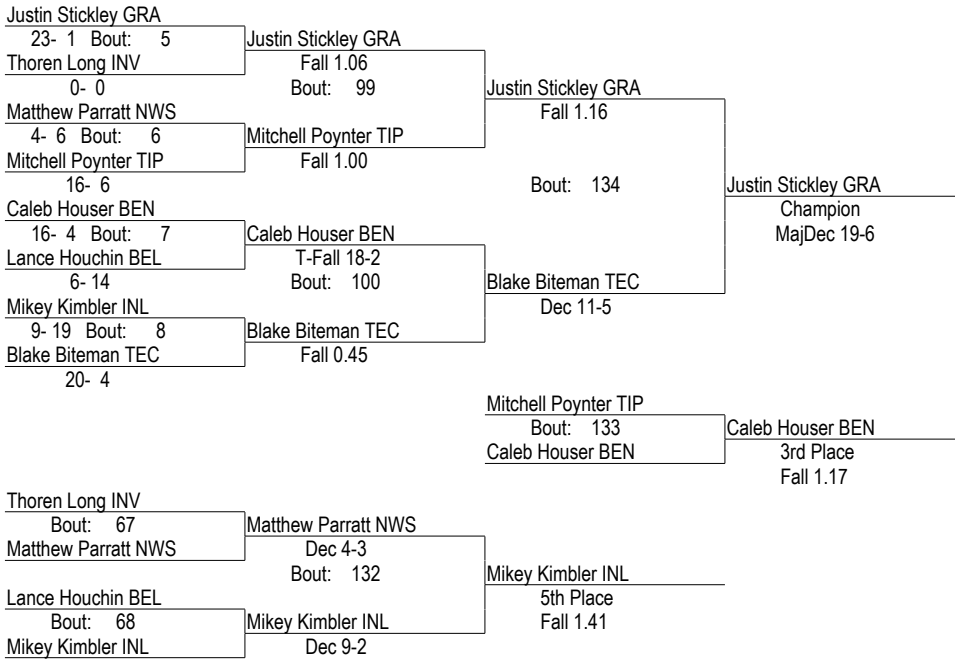 Justin Stickley GRA
23- 1 Bout: 5
Justin Stickley GRA
Thoren Long INV
Fall 1.06
0- 0
Bout: 99
Justin Stickley GRA
Matthew Parratt NWS
Fall 1.16
4- 6 Bout: 6
Mitchell Poynter TIP
Mitchell Poynter TIP
Fall 1.00
16- 6
Bout: 134
Justin Stickley GRA
Caleb Houser BEN
Champion
16- 4 Bout: 7
Caleb Houser BEN
MajDec 19-6
Lance Houchin BEL
T-Fall 18-2
6- 14
Bout: 100
Blake Biteman TEC
Mikey Kimbler INL
Dec 11-5
9- 19 Bout: 8
Blake Biteman TEC
Blake Biteman TEC
Fall 0.45
20- 4
Mitchell Poynter TIP
Bout: 133
Caleb Houser BEN
Caleb Houser BEN
3rd Place
Fall 1.17
Thoren Long INV
Bout: 67
Matthew Parratt NWS
Matthew Parratt NWS
Dec 4-3
Bout: 132
Mikey Kimbler INL
Lance Houchin BEL
5th Place
Bout: 68
Mikey Kimbler INL
Fall 1.41
Mikey Kimbler INL
Dec 9-2